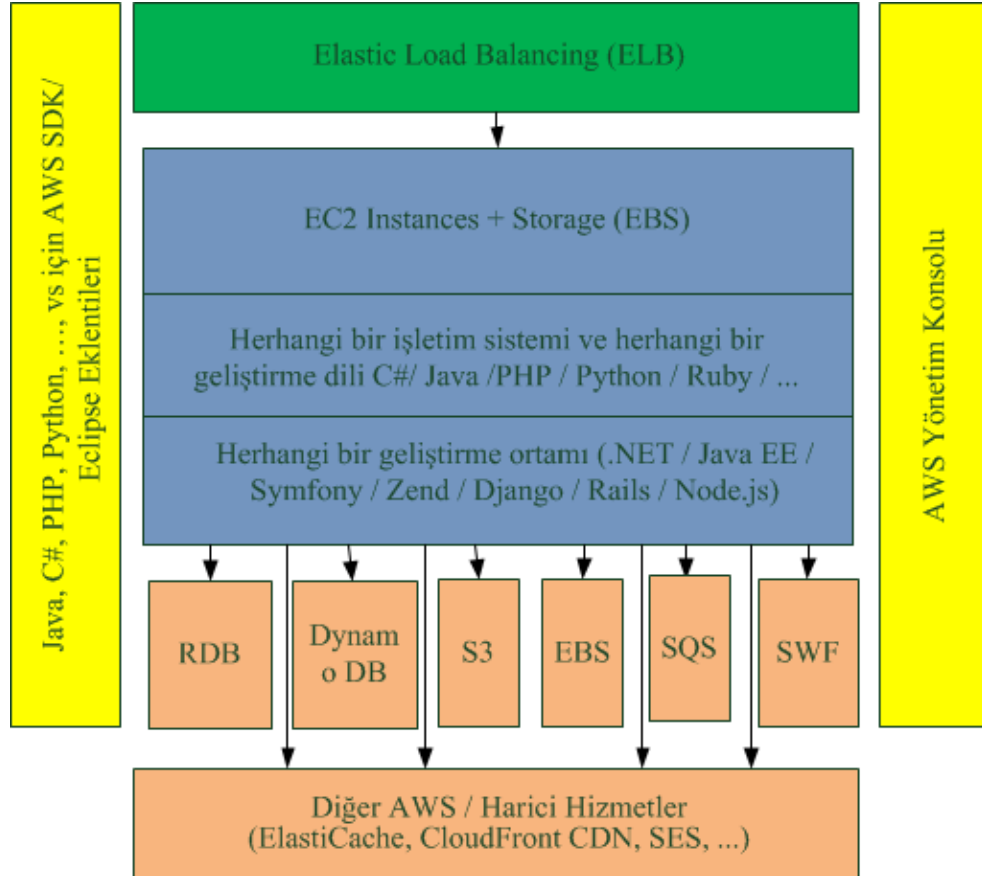 Java, C#, PHP, Python, …, vs için AWS SDK/
Eclipse Eklentileri
Elastic Load Balancing (ELB)
EC2 Instances + Storage (EBS)
Herhangi bir işletim sistemi ve herhangi bir
geliştirme dili C#/ Java /PHP / Python / Ruby / ...
Herhangi bir geliştirme ortamı (.NET / Java EE /
Symfony / Zend / Django / Rails / Node.js)
RDB
Dynam
o DB
S3
EBS
SQS
SWF
Diğer AWS / Harici Hizmetler
(ElastiCache, CloudFront CDN, SES, ...)
AWS Yönetim Konsolu